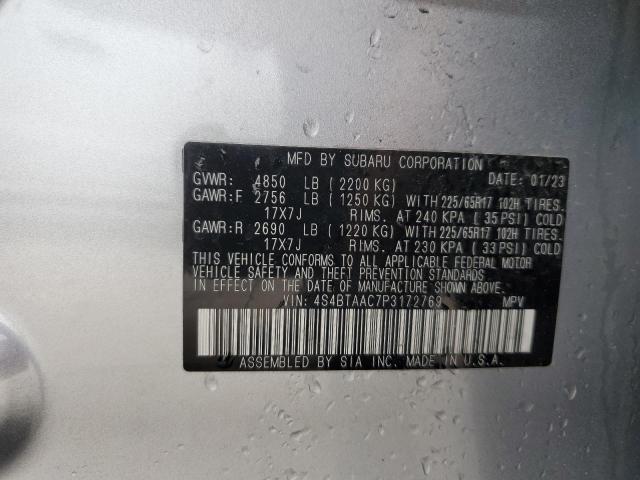 MFD BY SUBARU CORPORATION DATE: 01/23
GVWR: 4850 LB ( 2200 KG)
GAWR:F 2756 LB ( 1250 KG) WITH 225/65R17 102H TIRES.
17X7J RIMS. AT 240 KPA ( 35 PSI) COLD
GAWR:R 2690 LB ( 1220 KG) WITH 225/65R17 102H TIRES.
17X7J RIMS. AT 230 KPA ( 33 PSI) COLD
THIS VEHICLE CONFORMS TO ALL APPLICABLE FEDERAL MOTOR
VEHICLE SAFETY AND THEFT PREVENTION STANDARDS
IN EFFECT ON THE DATE OF MANUFACTURE SHOWN ABOVE.
VIN: 4S4BTAAC7P3172769 MPV
ASSEMBLED BY SIA INC. MADE IN U.S.A.